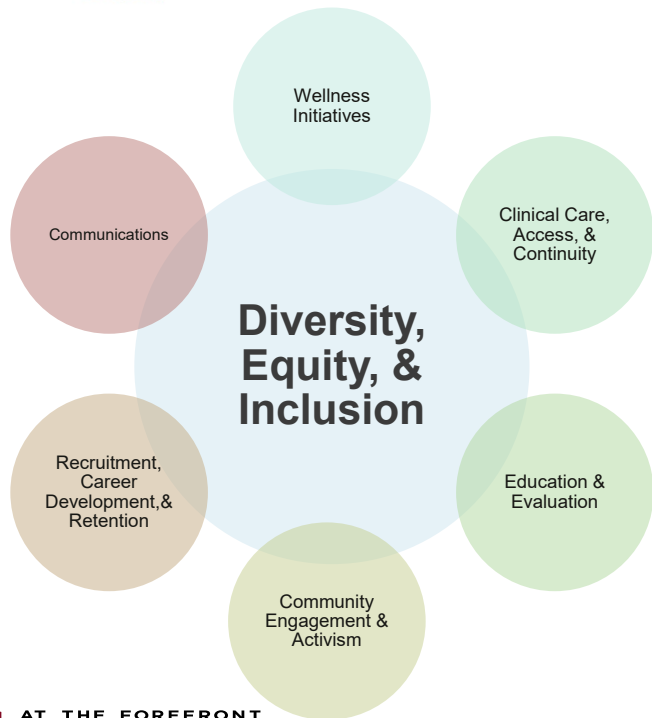 Wellness
Initiatives
Clinical Care,
Access, &
Continuity
Communications
Diversity,
Equity, &
Inclusion
Recruitment,
Career
Development,&
Retention
Education &
Evaluation
Community
Engagement &
Activism
AT THE FOREFRONT